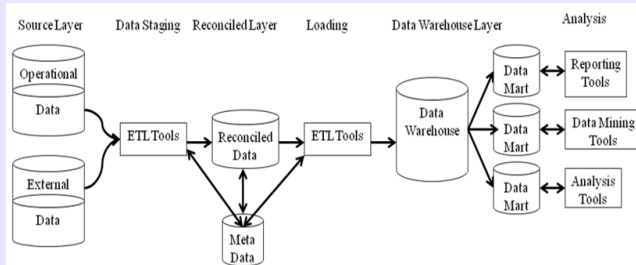 Source Layer
Data Staging
Reconciled Layer
Loading
Data Warehouse Layer
Analysis
Operational
Data
External
Data
ETL Tools
Reconciled
Data
Meta
Data
ETL Tools
Data
Warehouse
Data
Mart
Data
Mart
Data
Mart
Reporting
Tools
Data Mining
Tools
Analysis
Tools